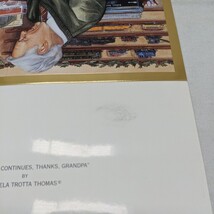 CONTINUES, THANKS, GRANDPA"
BY
ELA TROTTA THOMAS®